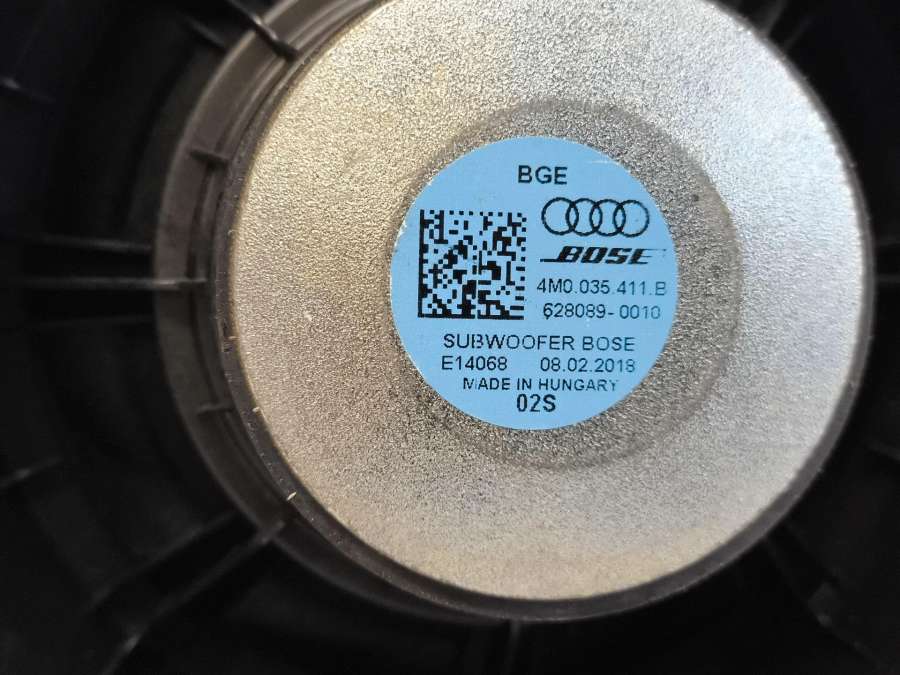 BGE
BOSE
4M0.035.411.B
628089-0010
SUBWOOFER BOSE
E14068 08.02.2018
MADE IN HUNGARY
02S